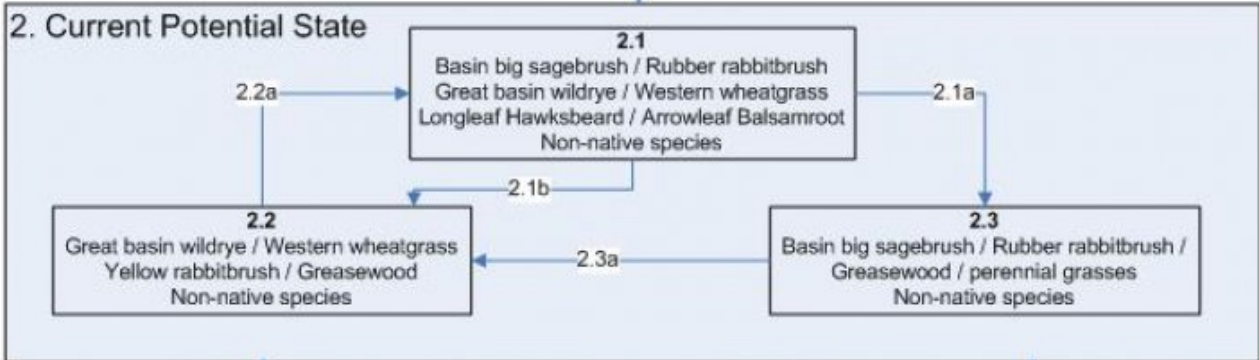 2. Current Potential State
2.1
Basin big sagebrush / Rubber rabbitbrush
Great basin wildrye / Western wheatgrass
Longleaf Hawksbeard / Arrowleaf Balsamroot
Non-native species
2.2a
2.1a
2.1b
2.2
Great basin wildrye / Western wheatgrass
Yellow rabbitbrush / Greasewood
Non-native species
2.3a
2.3
Basin big sagebrush / Rubber rabbitbrush /
Greasewood / perennial grasses
Non-native species